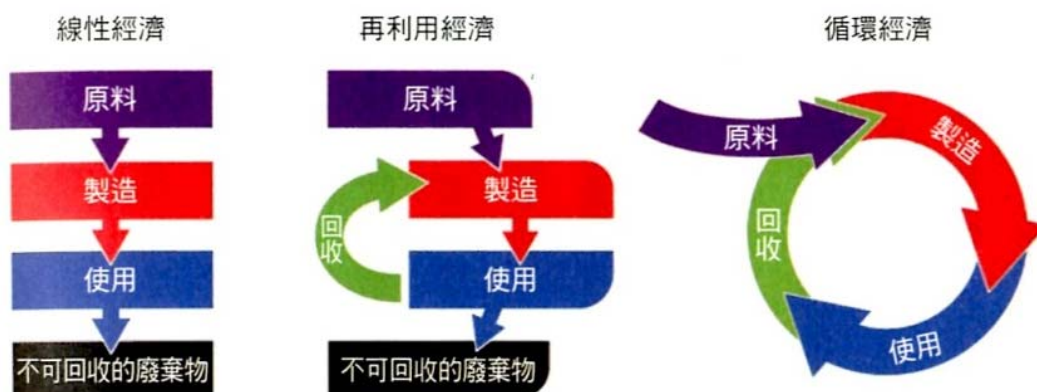 線性經濟
原料
製造
使用
不可回收的廢棄物
再利用經濟
原料
製造
回收
使用
不可回收的廢棄物
循環經濟
原料
製造
使用
回收